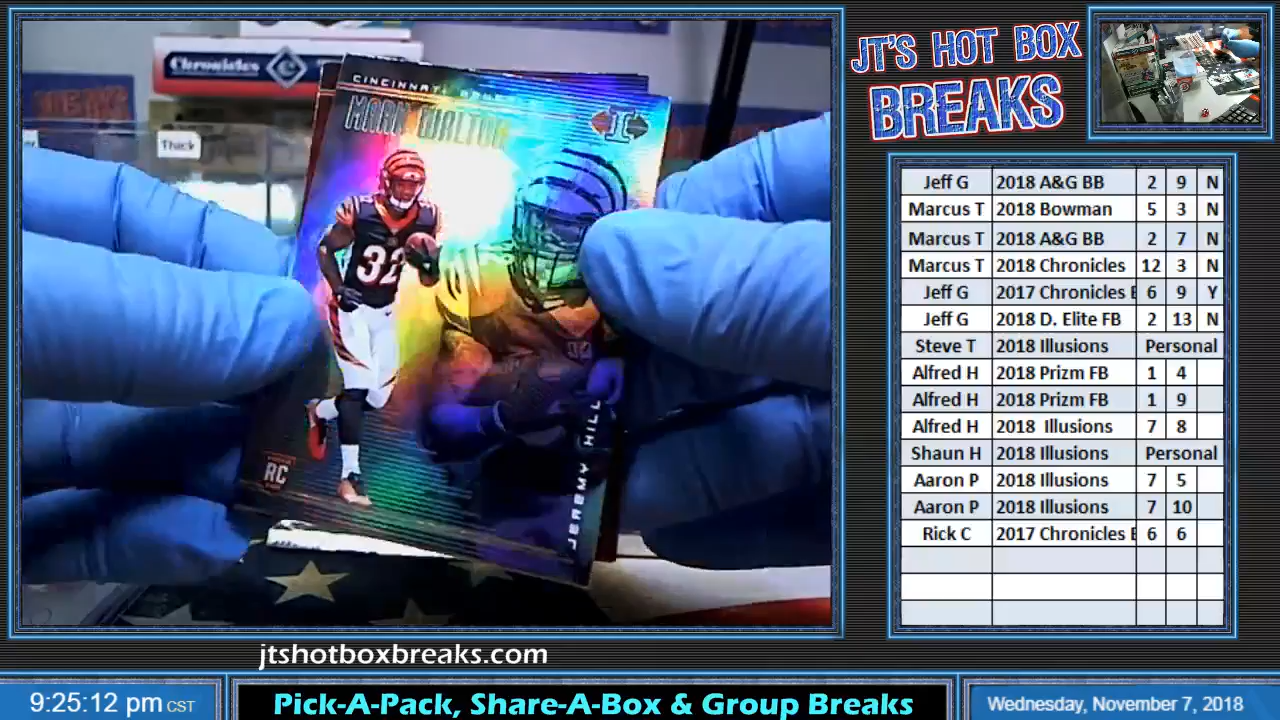 Chronicles
Thick
CINCINNATI
MARK WALTON
32
RC
JEREMY HILL
JT'S HOT BOX
BREAKS
Jeff G 2018 A&G BB 2 9 N
Marcus T 2018 Bowman 5 3 N
Marcus T 2018 A&G BB 2 7 N
Marcus T 2018 Chronicles 12 3 N
Jeff G 2017 Chronicles 6 9 Y
Jeff G 2018 D. Elite FB 2 13 N
Steve T 2018 Illusions Personal
Alfred H 2018 Prizm FB 1 4
Alfred H 2018 Prizm FB 1 9
Alfred H 2018 Illusions 7 8
Shaun H 2018 Illusions Personal
Aaron P 2018 Illusions 7 5
Aaron P 2018 Illusions 7 10
Rick C 2017 Chronicles 6 6
jtshotboxbreaks.com
9:25:12 pm CST
Pick-A-Pack, Share-A-Box & Group Breaks
Wednesday, November 7, 2018